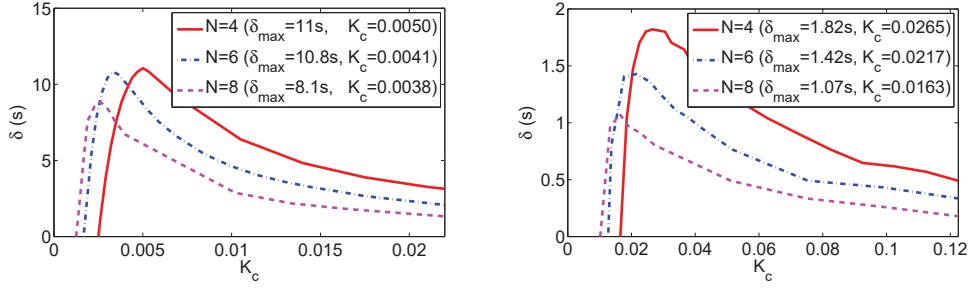 15
10
5
0
δ (s)
N=4 (δmax=11s, Kc=0.0050)
N=6 (δmax=10.8s, Kc=0.0041)
N=8 (δmax=8.1s, Kc=0.0038)
0 0.005 0.01 0.015 0.02
Kc
2
1.5
1
0.5
0
δ (s)
N=4 (δmax=1.82s, Kc=0.0265)
N=6 (δmax=1.42s, Kc=0.0217)
N=8 (δmax=1.07s, Kc=0.0163)
0 0.02 0.04 0.06 0.08 0.1 0.12
Kc